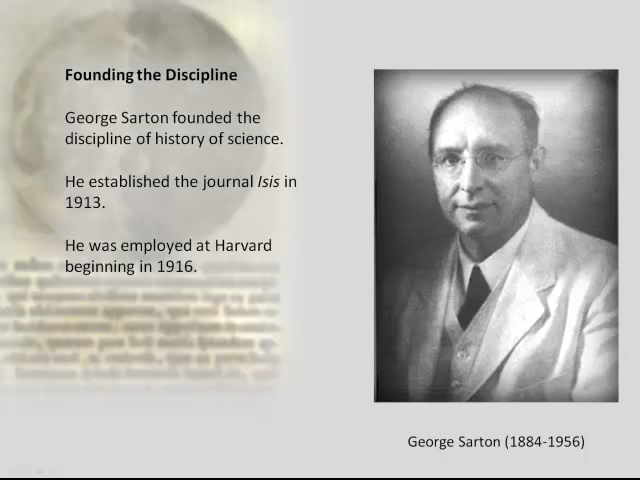 Founding the Discipline
George Sarton founded the
discipline of history of science.
He established the journal Isis in
1913.
He was employed at Harvard
beginning in 1916.
George Sarton (1884-1956)